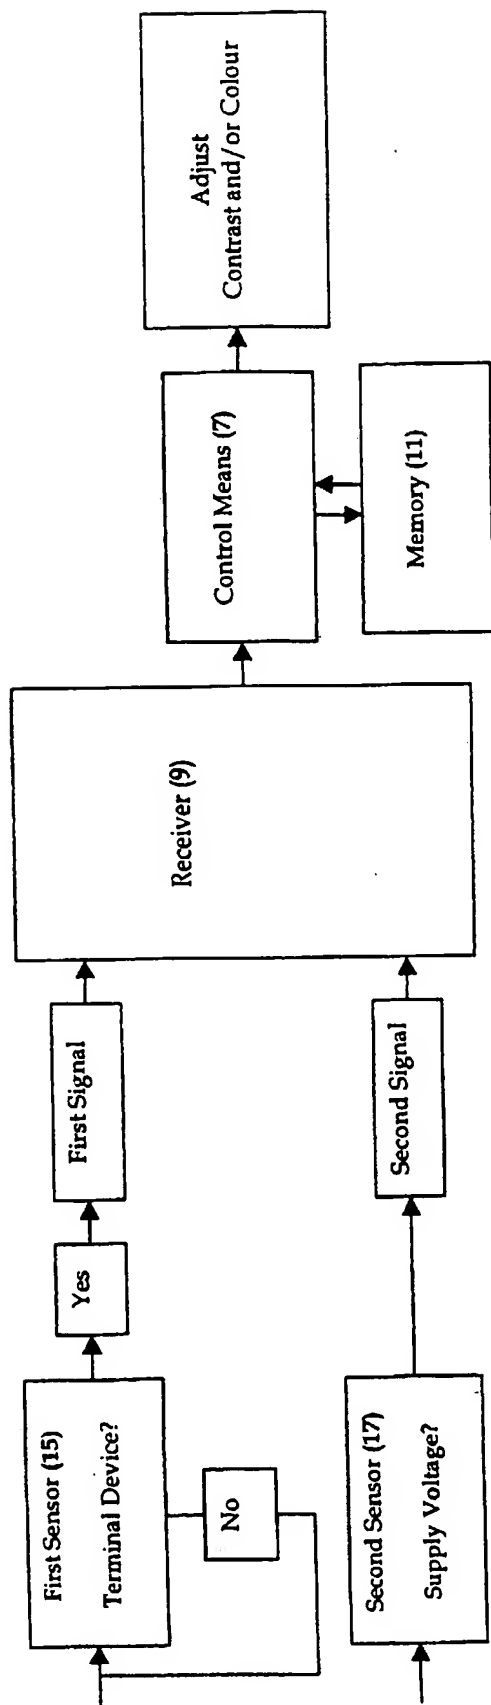 First Sensor (15)
Terminal Device?
No
Yes
First Signal
Second Sensor (17)
Supply Voltage?
Second Signal
Receiver (9)
Control Means (7)
Memory (11)
Adjust
Contrast and/or Colour